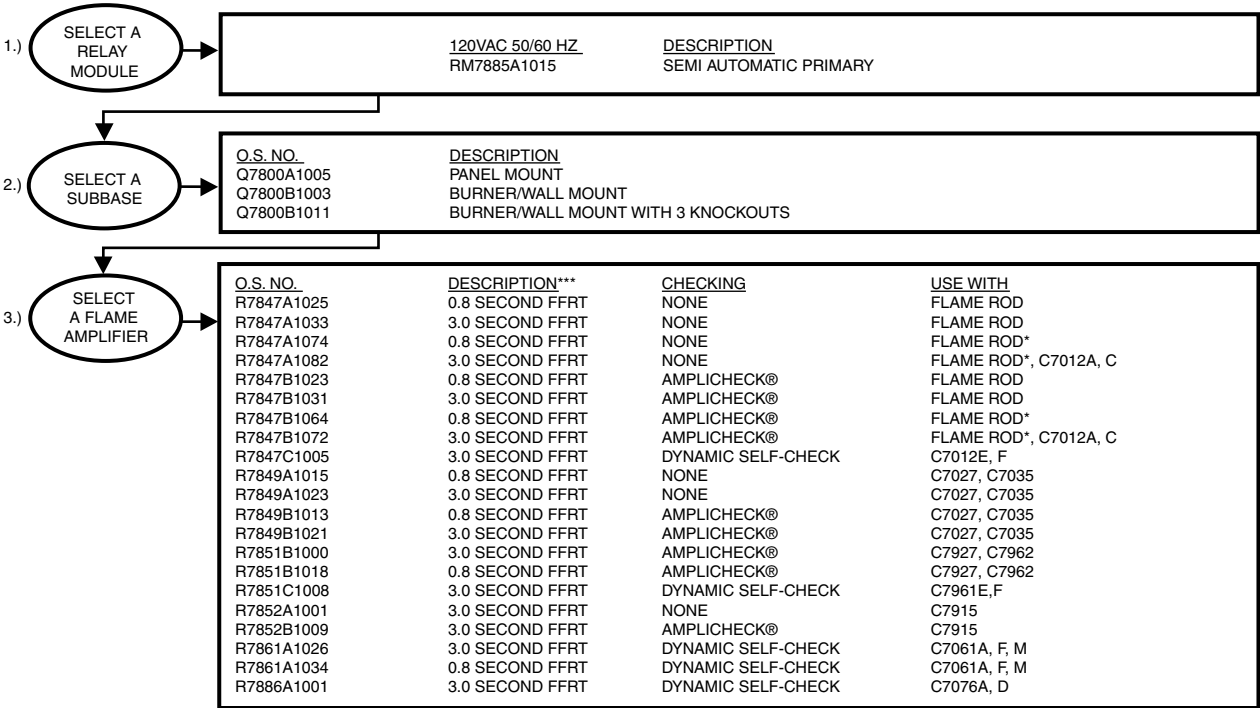 1.) SELECT A RELAY MODULE
120VAC 50/60 HZ DESCRIPTION
RM7885A1015 SEMI AUTOMATIC PRIMARY
2.) SELECT A SUBBASE
O.S. NO. DESCRIPTION
Q7800A1005 PANEL MOUNT
Q7800B1003 BURNER/WALL MOUNT
Q7800B1011 BURNER/WALL MOUNT WITH 3 KNOCKOUTS
3.) SELECT A FLAME AMPLIFIER
O.S. NO. DESCRIPTION*** CHECKING USE WITH
R7847A1025 0.8 SECOND FFRT NONE FLAME ROD
R7847A1033 3.0 SECOND FFRT NONE FLAME ROD
R7847A1074 0.8 SECOND FFRT NONE FLAME ROD*
R7847A1082 3.0 SECOND FFRT NONE FLAME ROD*, C7012A, C
R7847B1023 0.8 SECOND FFRT AMPLICHECK® FLAME ROD
R7847B1031 3.0 SECOND FFRT AMPLICHECK® FLAME ROD
R7847B1064 0.8 SECOND FFRT AMPLICHECK® FLAME ROD*
R7847B1072 3.0 SECOND FFRT AMPLICHECK® FLAME ROD*, C7012A, C
R7847C1005 3.0 SECOND FFRT DYNAMIC SELF-CHECK C7012E, F
R7849A1015 0.8 SECOND FFRT NONE C7027, C7035
R7849A1023 3.0 SECOND FFRT NONE C7027, C7035
R7849B1013 0.8 SECOND FFRT AMPLICHECK® C7027, C7035
R7849B1021 3.0 SECOND FFRT AMPLICHECK® C7027, C7035
R7851B1000 3.0 SECOND FFRT AMPLICHECK® C7927, C7962
R7851B1018 0.8 SECOND FFRT AMPLICHECK® C7927, C7962
R7851C1008 3.0 SECOND FFRT DYNAMIC SELF-CHECK C7961E,F
R7852A1001 3.0 SECOND FFRT NONE C7915
R7852B1009 3.0 SECOND FFRT AMPLICHECK® C7915
R7861A1026 3.0 SECOND FFRT DYNAMIC SELF-CHECK C7061A, F, M
R7861A1034 0.8 SECOND FFRT DYNAMIC SELF-CHECK C7061A, F, M
R7886A1001 3.0 SECOND FFRT DYNAMIC SELF-CHECK C7076A, D